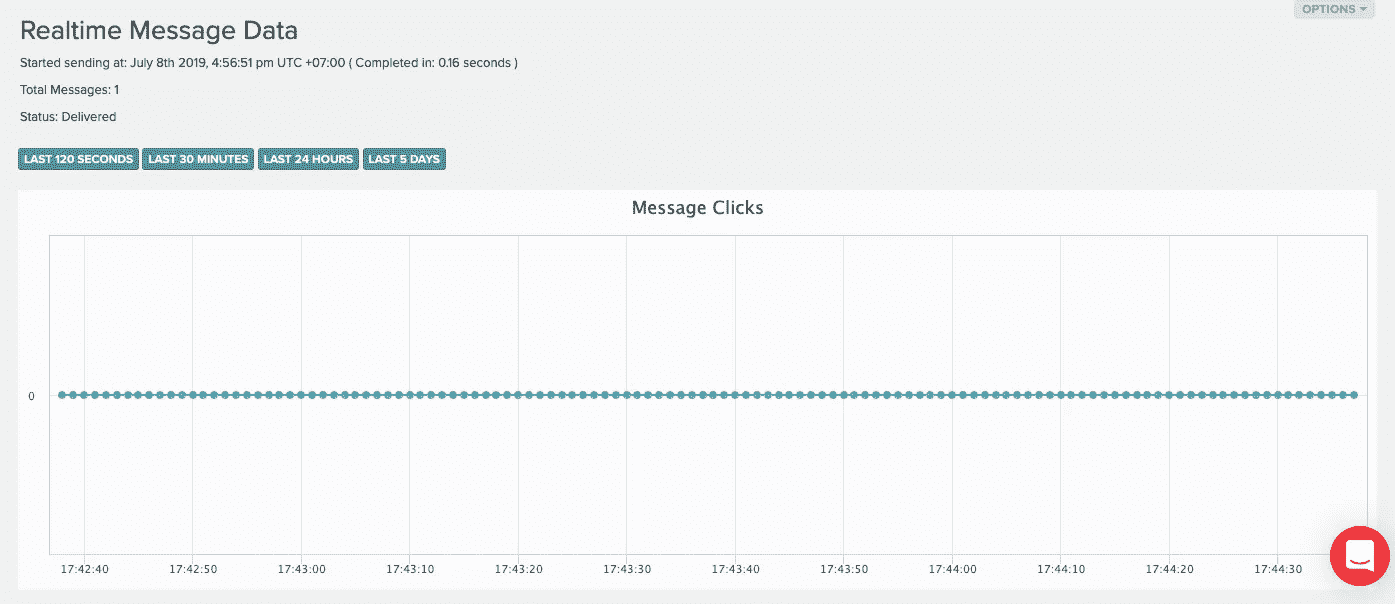 OPTIONS
Realtime Message Data
Started sending at: July 8th 2019, 4:56:51 pm UTC +07:00 ( Completed in: 0.16 seconds )
Total Messages: 1
Status: Delivered
LAST 120 SECONDS LAST 30 MINUTES LAST 24 HOURS LAST 5 DAYS
Message Clicks
0
17:42:40 17:42:50 17:43:00 17:43:10 17:43:20 17:43:30 17:43:40 17:43:50 17:44:00 17:44:10 17:44:20 17:44:30